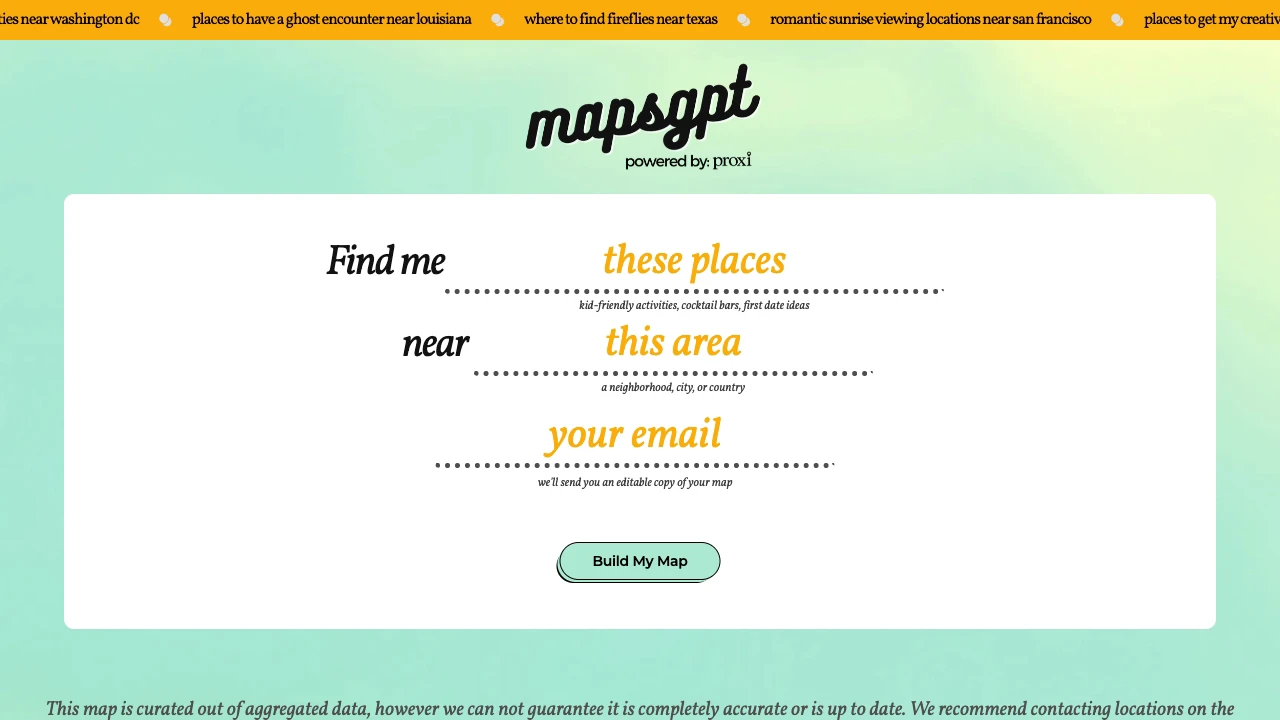 near washington dc places to have a ghost encounter near louisiana where to find fireflies near texas romantic sunrise viewing locations near san francisco places to get my
mapsgpt
powered by: proxi
Find me these places
kid-friendly activities, cocktail bars, first date ideas
near this area
a neighborhood, city, or country
your email
we'll send you an editable copy of your map
Build My Map
This map is curated out of aggregated data, however we can not guarantee it is completely accurate or is up to date. We recommend contacting locations on the